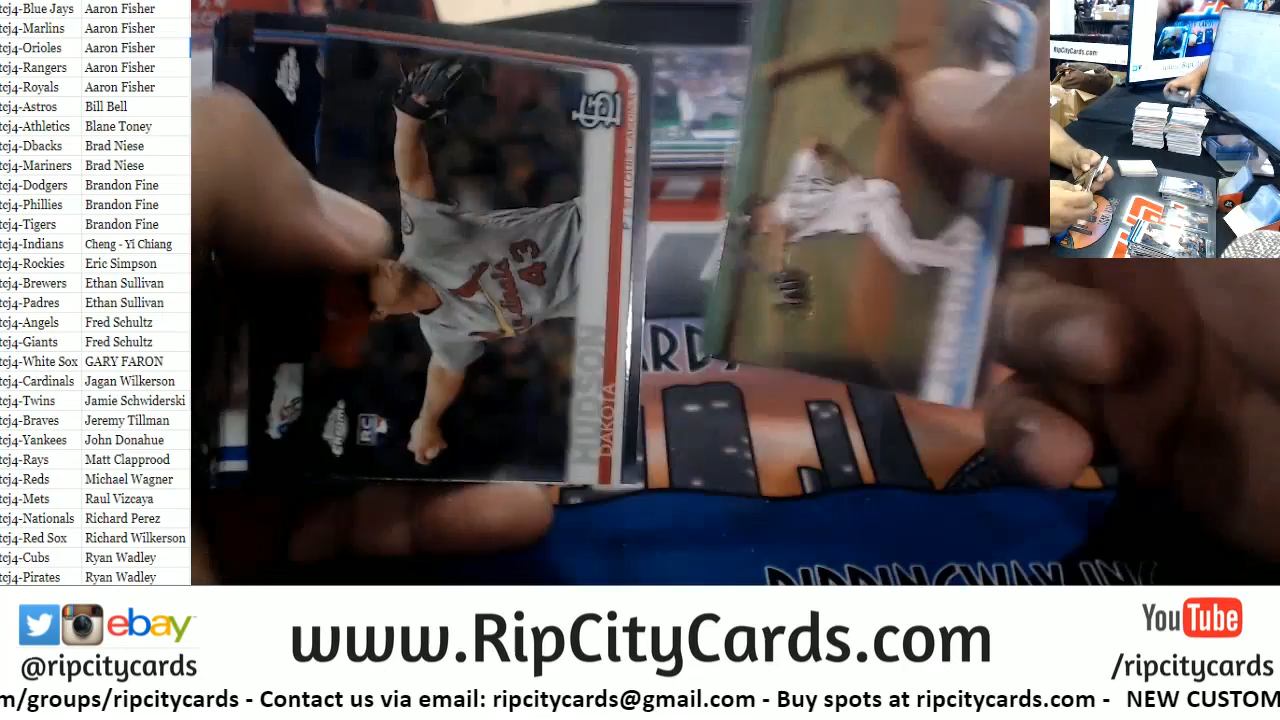 tcj4-Blue Jays Aaron Fisher
tcj4-Marlins Aaron Fisher
tcj4-Orioles Aaron Fisher
tcj4-Rangers Aaron Fisher
tcj4-Royals Aaron Fisher
tcj4-Astros Bill Bell
tcj4-Athletics Blane Toney
tcj4-Dbacks Brad Niese
tcj4-Mariners Brad Niese
tcj4-Dodgers Brandon Fine
tcj4-Phillies Brandon Fine
tcj4-Tigers Brandon Fine
tcj4-Indians Cheng - Yi Chiang
tcj4-Rockies Eric Simpson
tcj4-Brewers Ethan Sullivan
tcj4-Padres Ethan Sullivan
tcj4-Angels Fred Schultz
tcj4-Giants Fred Schultz
tcj4-White Sox GARY FARON
tcj4-Cardinals Jagan Wilkerson
tcj4-Twins Jamie Schwiderski
tcj4-Braves Jeremy Tillman
tcj4-Yankees John Donahue
tcj4-Rays Matt Clapprood
tcj4-Reds Michael Wagner
tcj4-Mets Raul Vizcaya
tcj4-Nationals Richard Perez
tcj4-Red Sox Richard Wilkerson
tcj4-Cubs Ryan Wadley
tcj4-Pirates Ryan Wadley
HUDSON
DAKOTA
RC
chrome
Cardinals
43
RipCityCards.com
ebay
@ripcitycards
www.RipCityCards.com
YouTube
/ripcitycards
m/groups/ripcitycards - Contact us via email: ripcitycards@gmail.com - Buy spots at ripcitycards.com - NEW CUSTOM